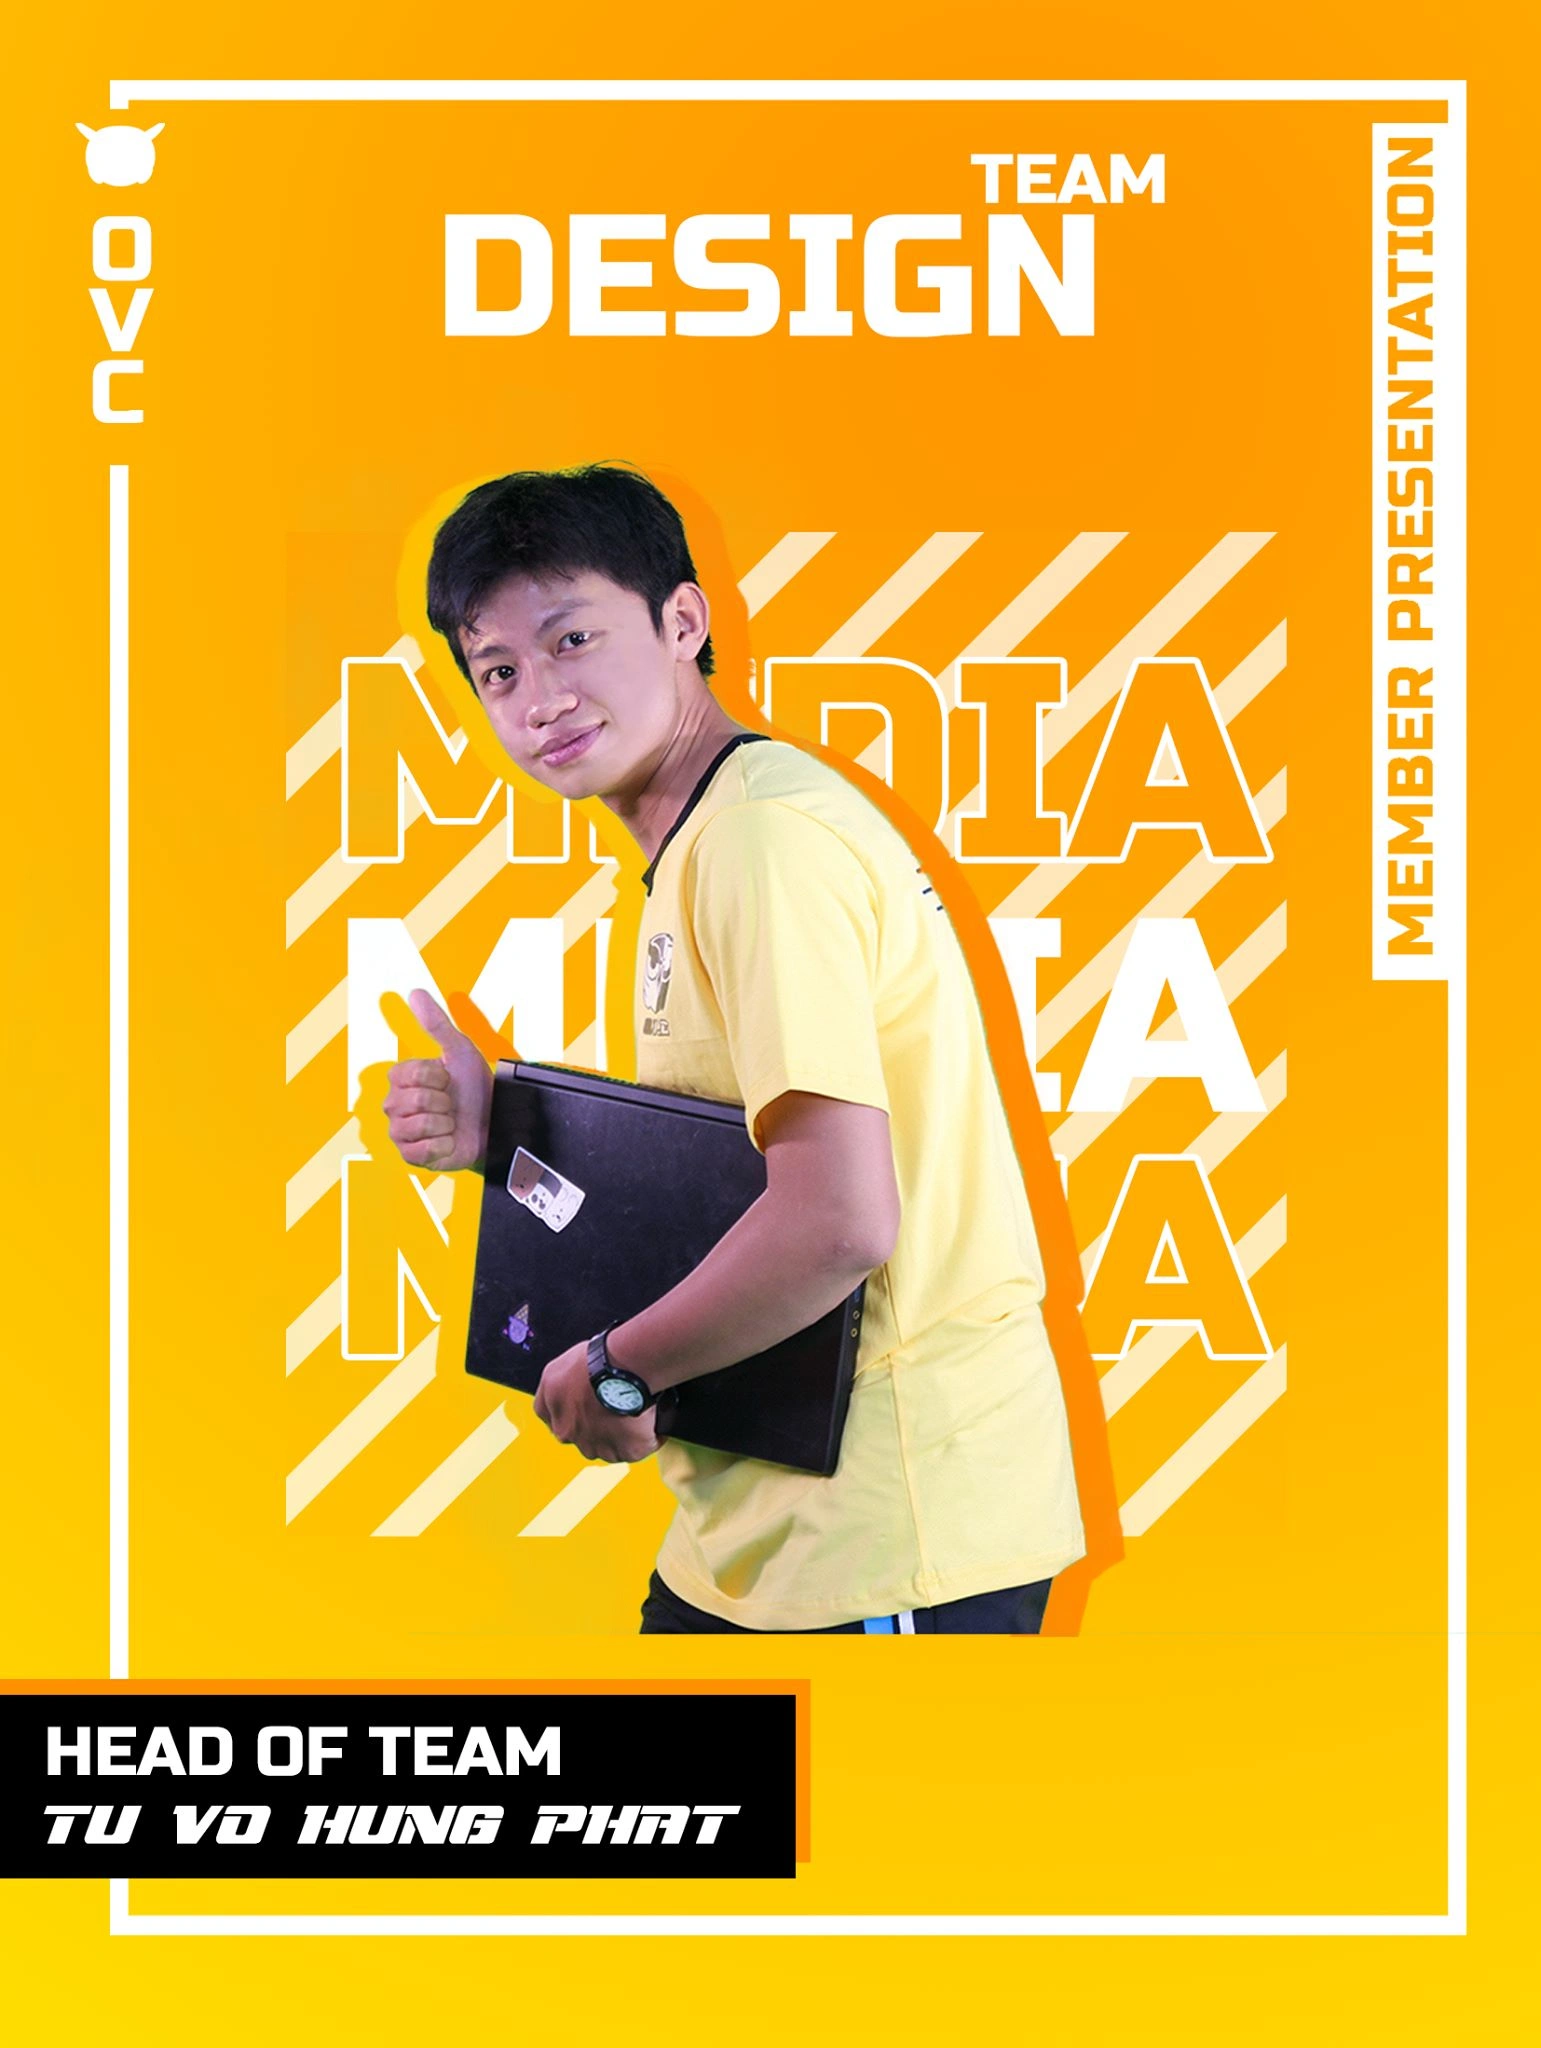 OVC
TEAM
DESIGN
MEMBER PRESENTATION
MEDIA
MEDIA
MEDIA
HEAD OF TEAM
TU VO HUNG PHAT